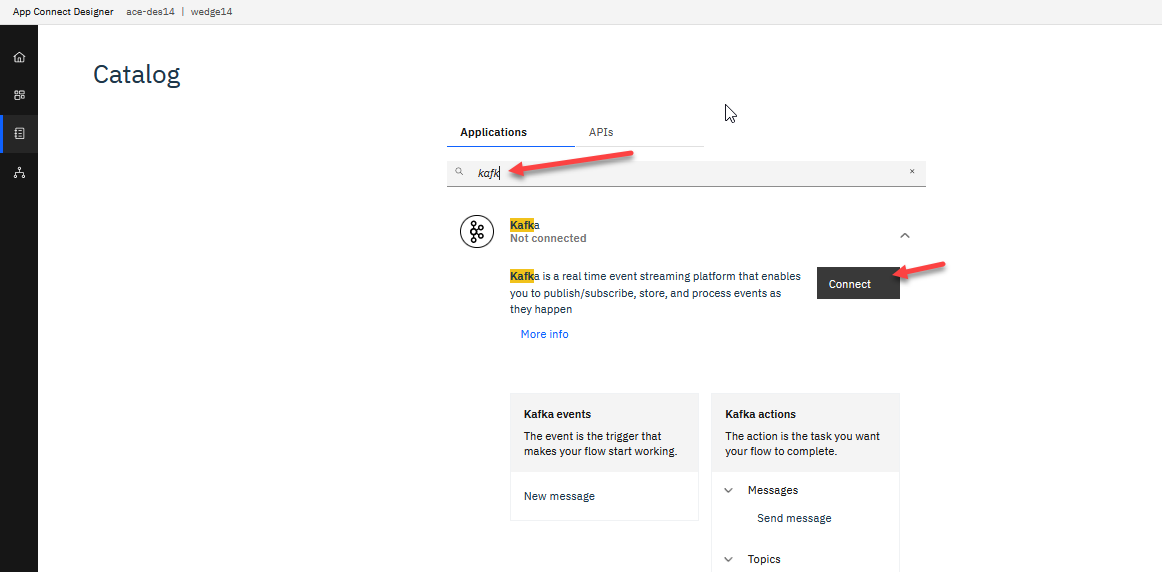 App Connect Designer ace-des14 | wedge14
Catalog
Applications APIs
kafk ×
Kafka
Not connected
Kafka is a real time event streaming platform that enables
you to publish/subscribe, store, and process events as
they happen
Connect
More info
Kafka events
The event is the trigger that
makes your flow start working.
New message
Kafka actions
The action is the task you want
your flow to complete.
Messages
Send message
Topics